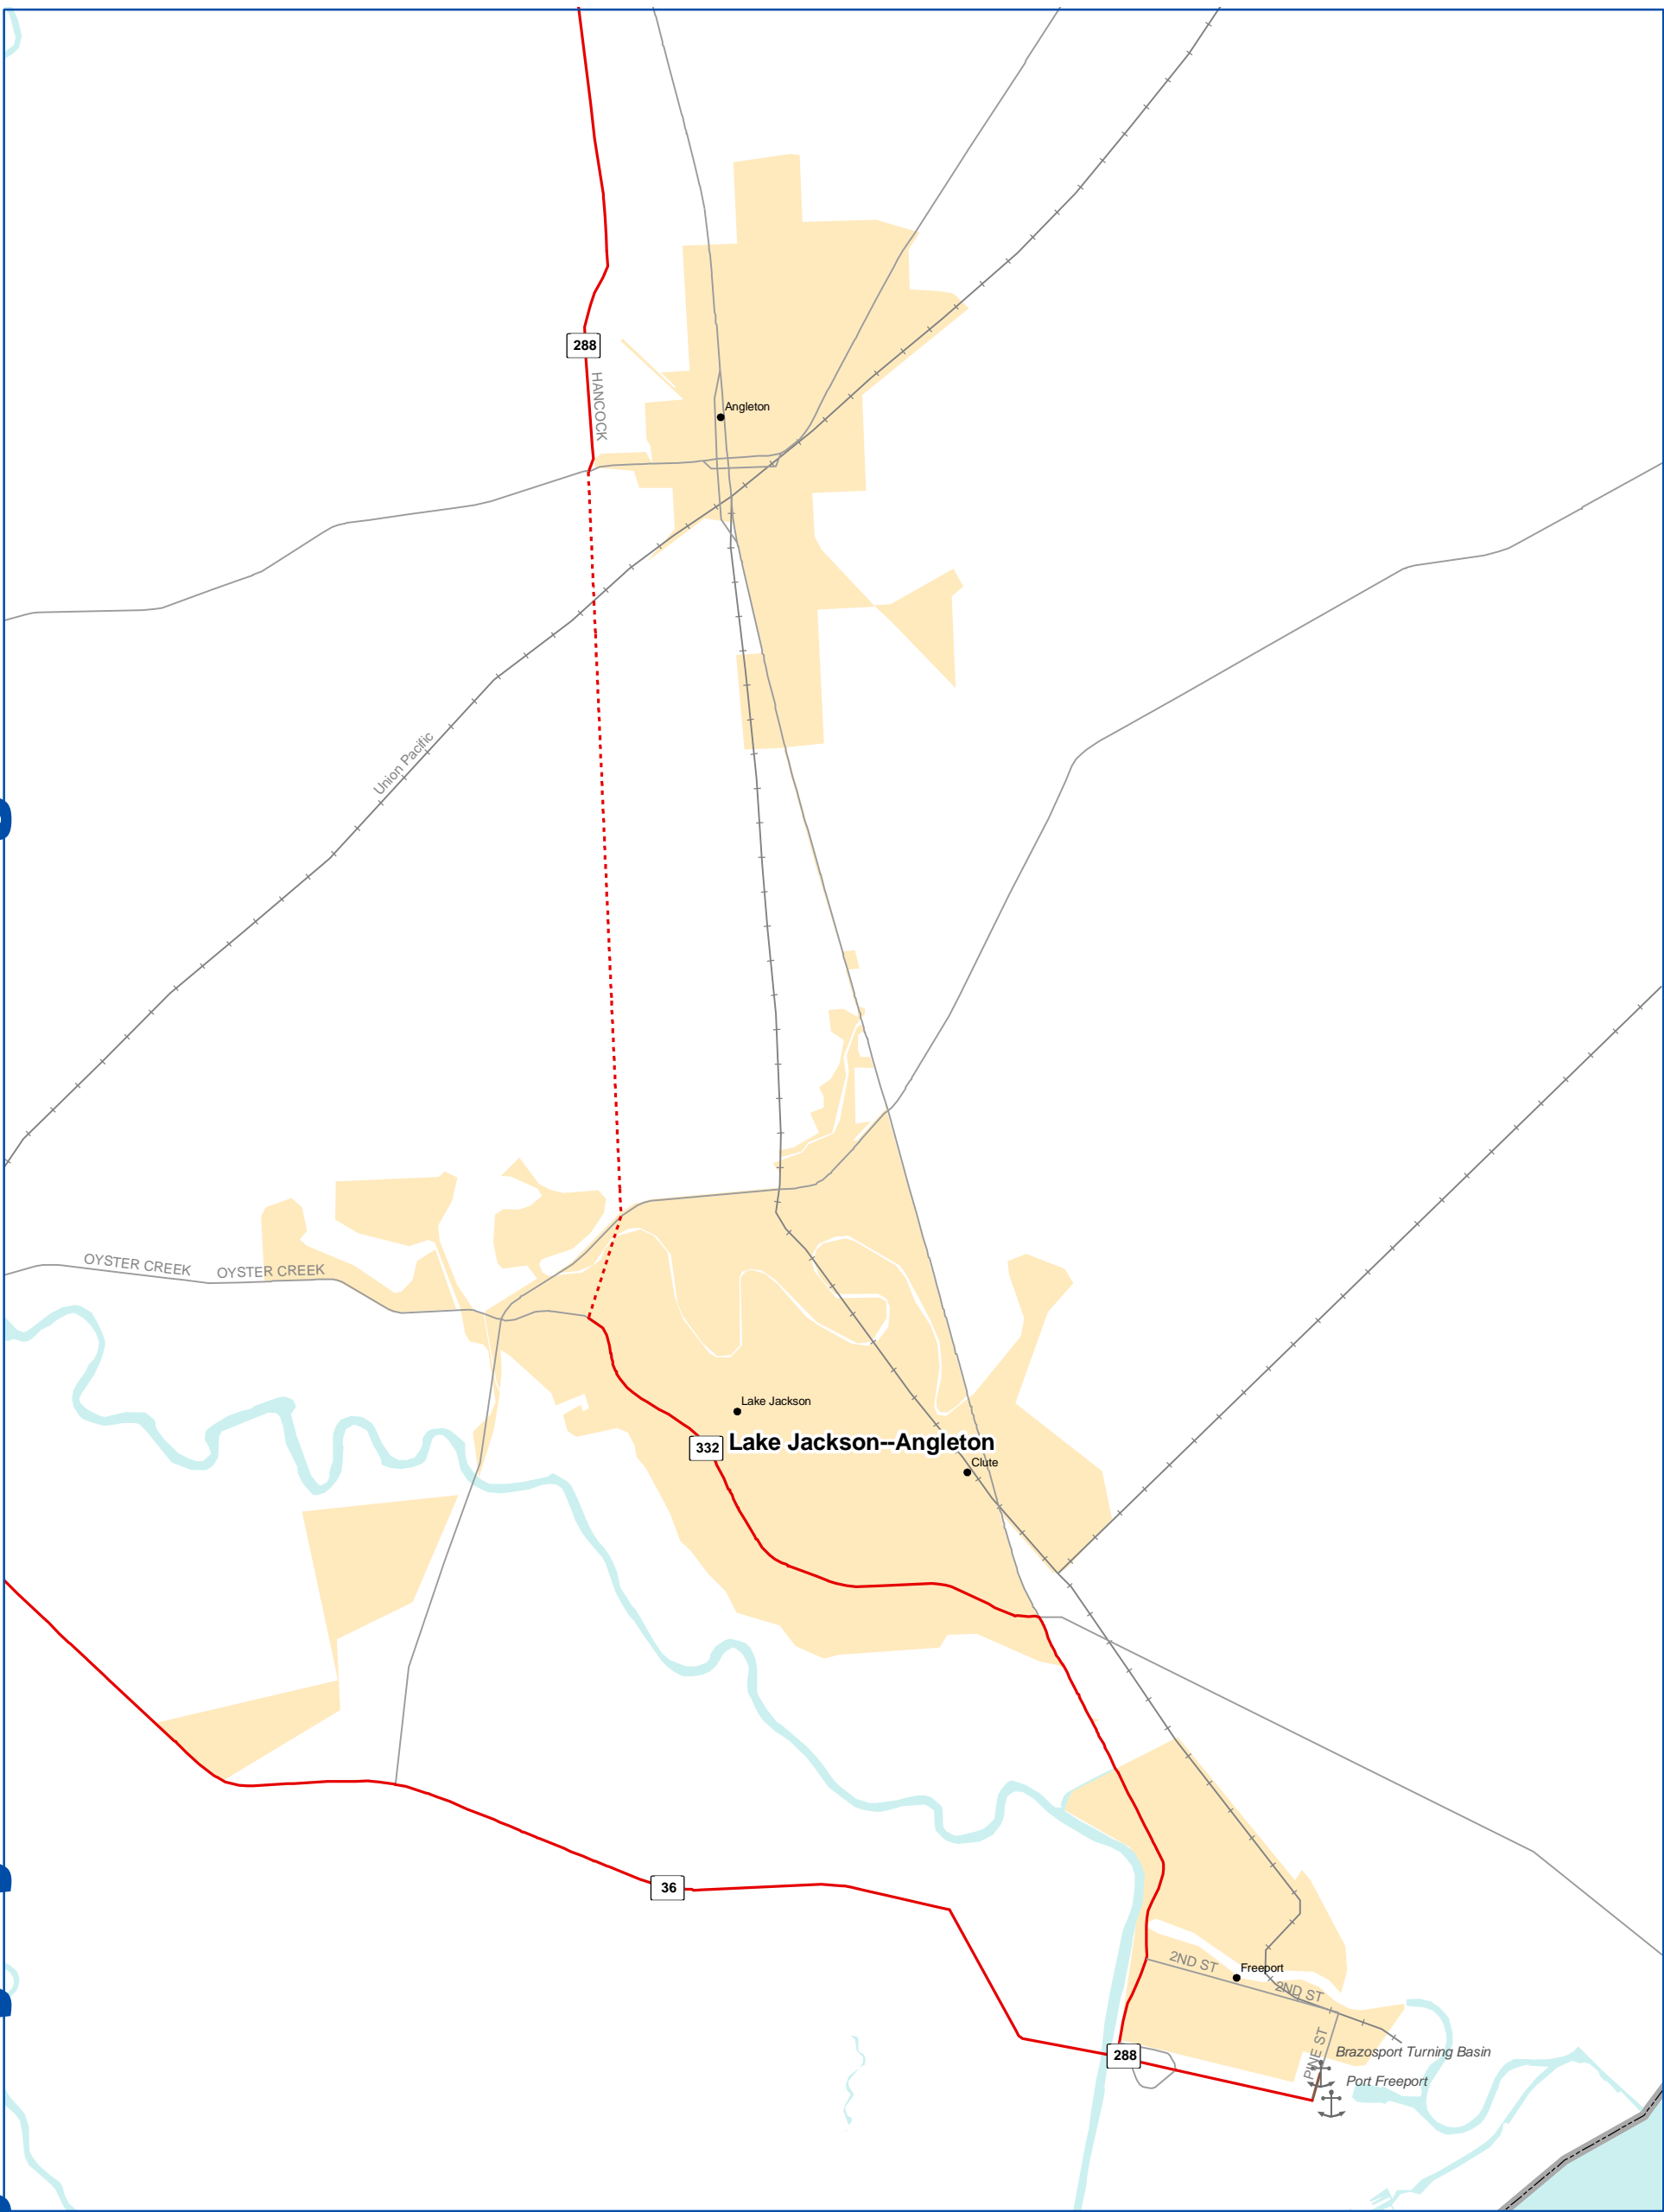 288
HANCOCK
Angleton
Union Pacific
OYSTER CREEK
OYSTER CREEK
Lake Jackson
332
Lake Jackson--Angleton
Clute
36
2ND ST
Freeport
2ND ST
PINE ST
Brazosport Turning Basin
288
Port Freeport